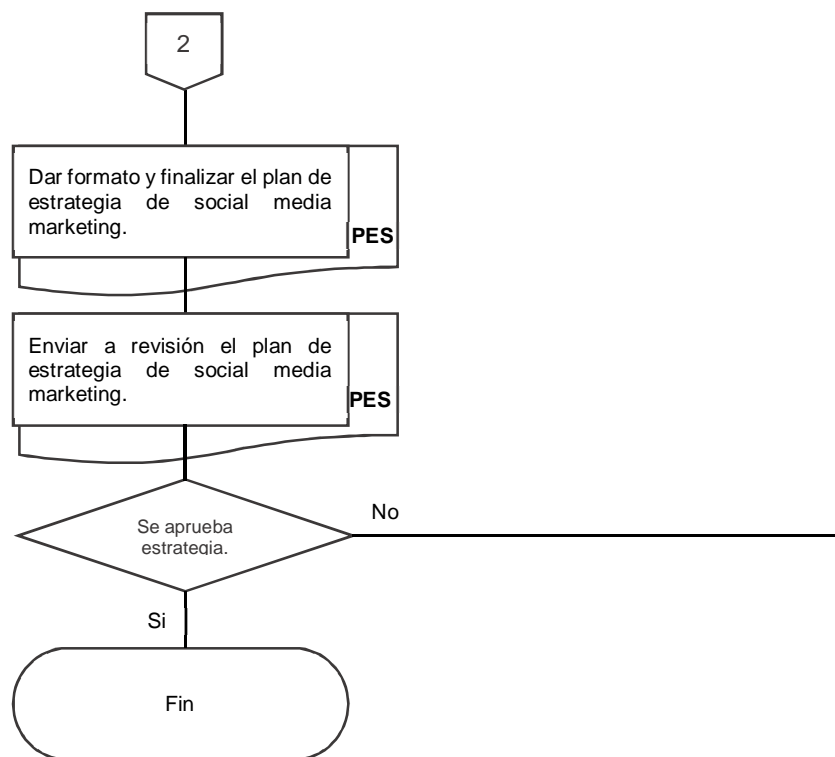 2
Dar formato y finalizar el plan de
estrategia de social media
marketing.
PES
Enviar a revisión el plan de
estrategia de social media
marketing.
PES
No
Se aprueba
estrategia.
Si
Fin